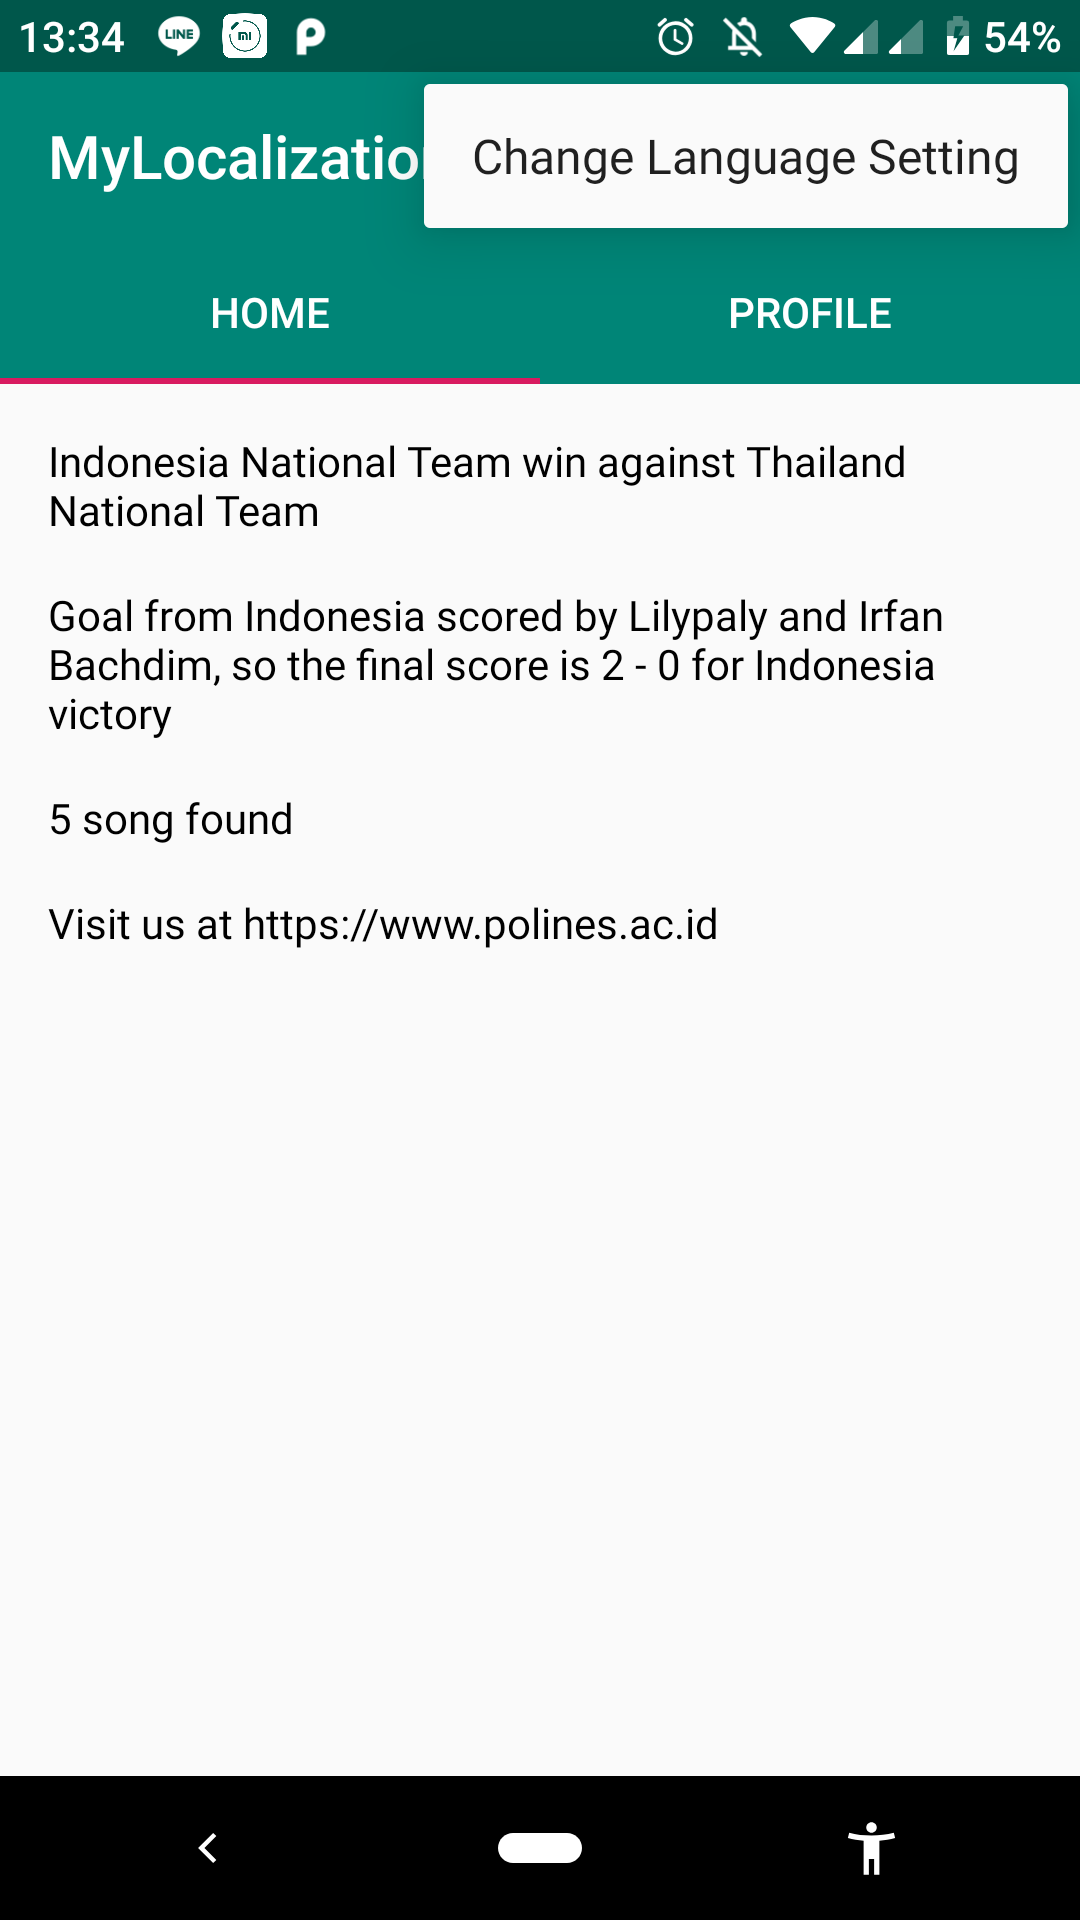 13:34 LINE mi 54%
MyLocalization
Change Language Setting
HOME PROFILE
Indonesia National Team win against Thailand
National Team
Goal from Indonesia scored by Lilypaly and Irfan
Bachdim, so the final score is 2 - 0 for Indonesia
victory
5 song found
Visit us at https://www.polines.ac.id